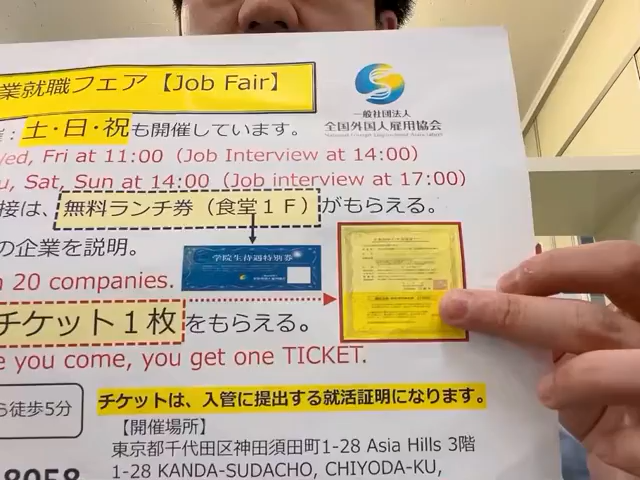 業就職フェア【Job Fair】
一般社団法人
全国外国人雇用協会
:土・日・祝も開催しています。
Wed, Fri at 11:00 (Job Interview at 14:00)
u, Sat, Sun at 14:00 (Job interview at 17:00)
接は、無料ランチ券（食堂１Ｆ）がもらえる。
の企業を説明。
学院生待遇特別券
n 20 companies.
チケット１枚をもらえる。
e you come, you get one TICKET.
ら徒歩5分
チケットは、入管に提出する就活証明になります。
【開催場所】
東京都千代田区神田須田町1-28 Asia Hills 3階
1-28 KANDA-SUDACHO, CHIYODA-KU,
8058